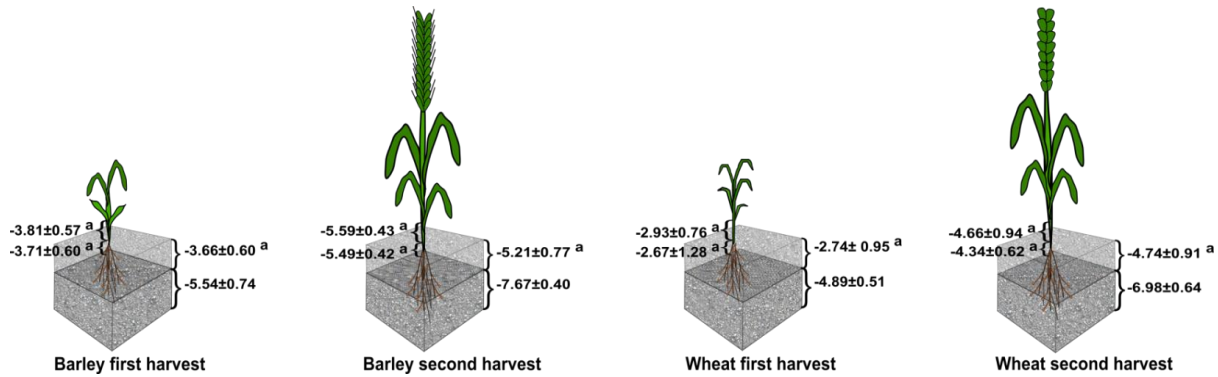 -3.81±0.57 a
-3.71±0.60 a
-3.66±0.60 a
-5.54±0.74
Barley first harvest
-5.59±0.43 a
-5.49±0.42 a
-5.21±0.77 a
-7.67±0.40
Barley second harvest
-2.93±0.76 a
-2.67±1.28 a
-2.74± 0.95 a
-4.89±0.51
Wheat first harvest
-4.66±0.94 a
-4.34±0.62 a
-4.74±0.91 a
-6.98±0.64
Wheat second harvest